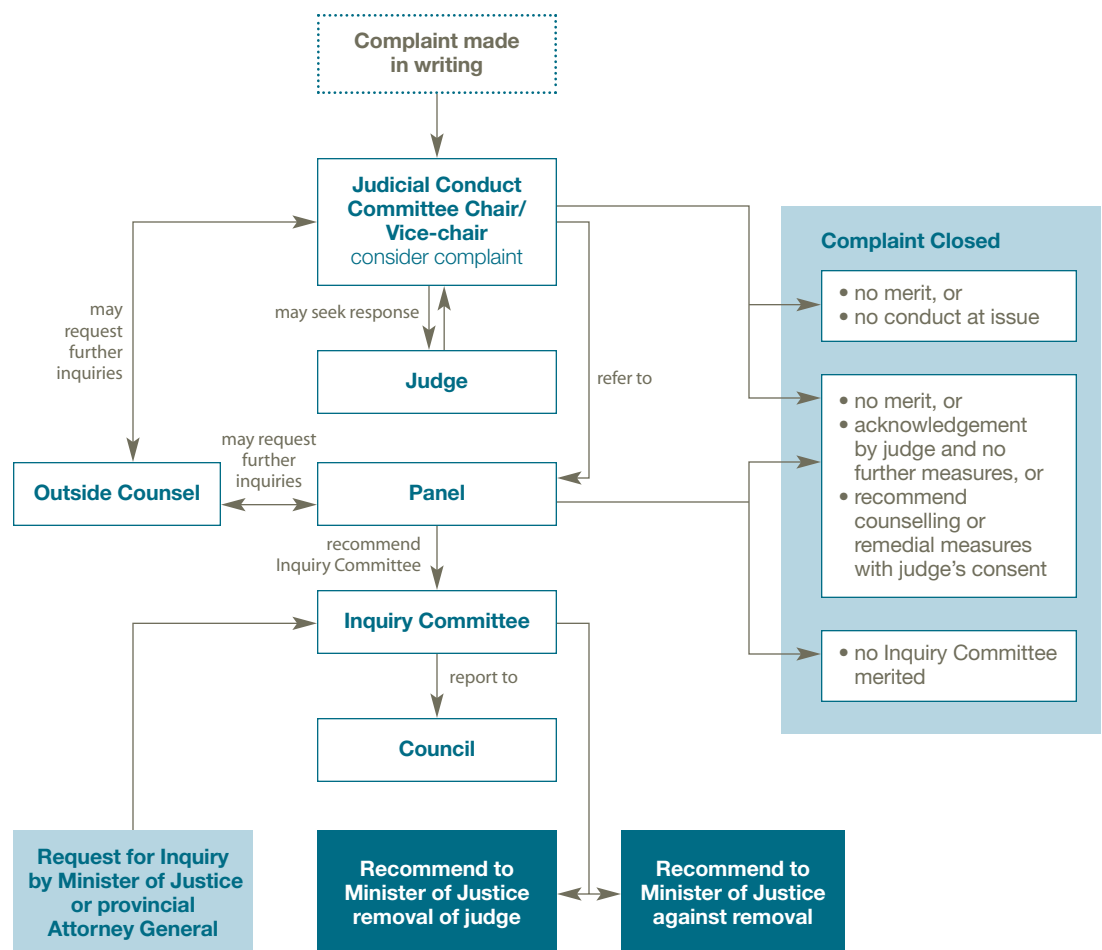 Complaint made
in writing
Judicial Conduct
Committee Chair/
Vice-chair
consider complaint
may
request
further
inquiries
may seek response
Judge
refer to
Complaint Closed
• no merit, or
• no conduct at issue
• no merit, or
• acknowledgement
by judge and no
further measures, or
• recommend
counselling or
remedial measures
with judge’s consent
• no Inquiry Committee
merited
Outside Counsel
may request
further
inquiries
Panel
recommend
Inquiry Committee
Inquiry Committee
report to
Council
Request for Inquiry
by Minister of Justice
or provincial
Attorney General
Recommend to
Minister of Justice
removal of judge
Recommend to
Minister of Justice
against removal